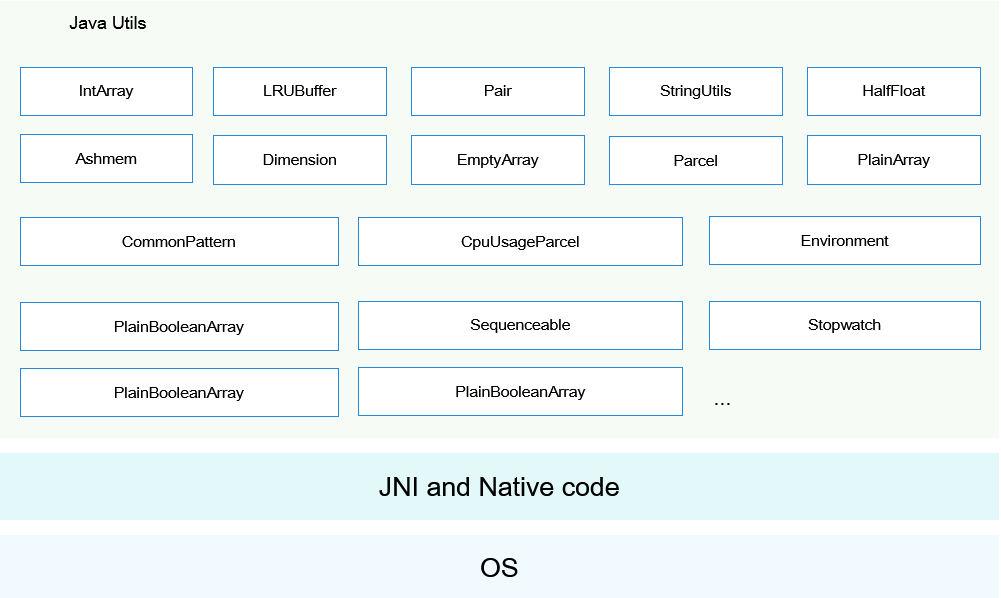 Java Utils
IntArray
LRUBuffer
Pair
StringUtils
HalfFloat
Ashmem
Dimension
EmptyArray
Parcel
PlainArray
CommonPattern
CpuUsageParcel
Environment
PlainBooleanArray
Sequenceable
Stopwatch
PlainBooleanArray
PlainBooleanArray
...
JNI and Native code
OS